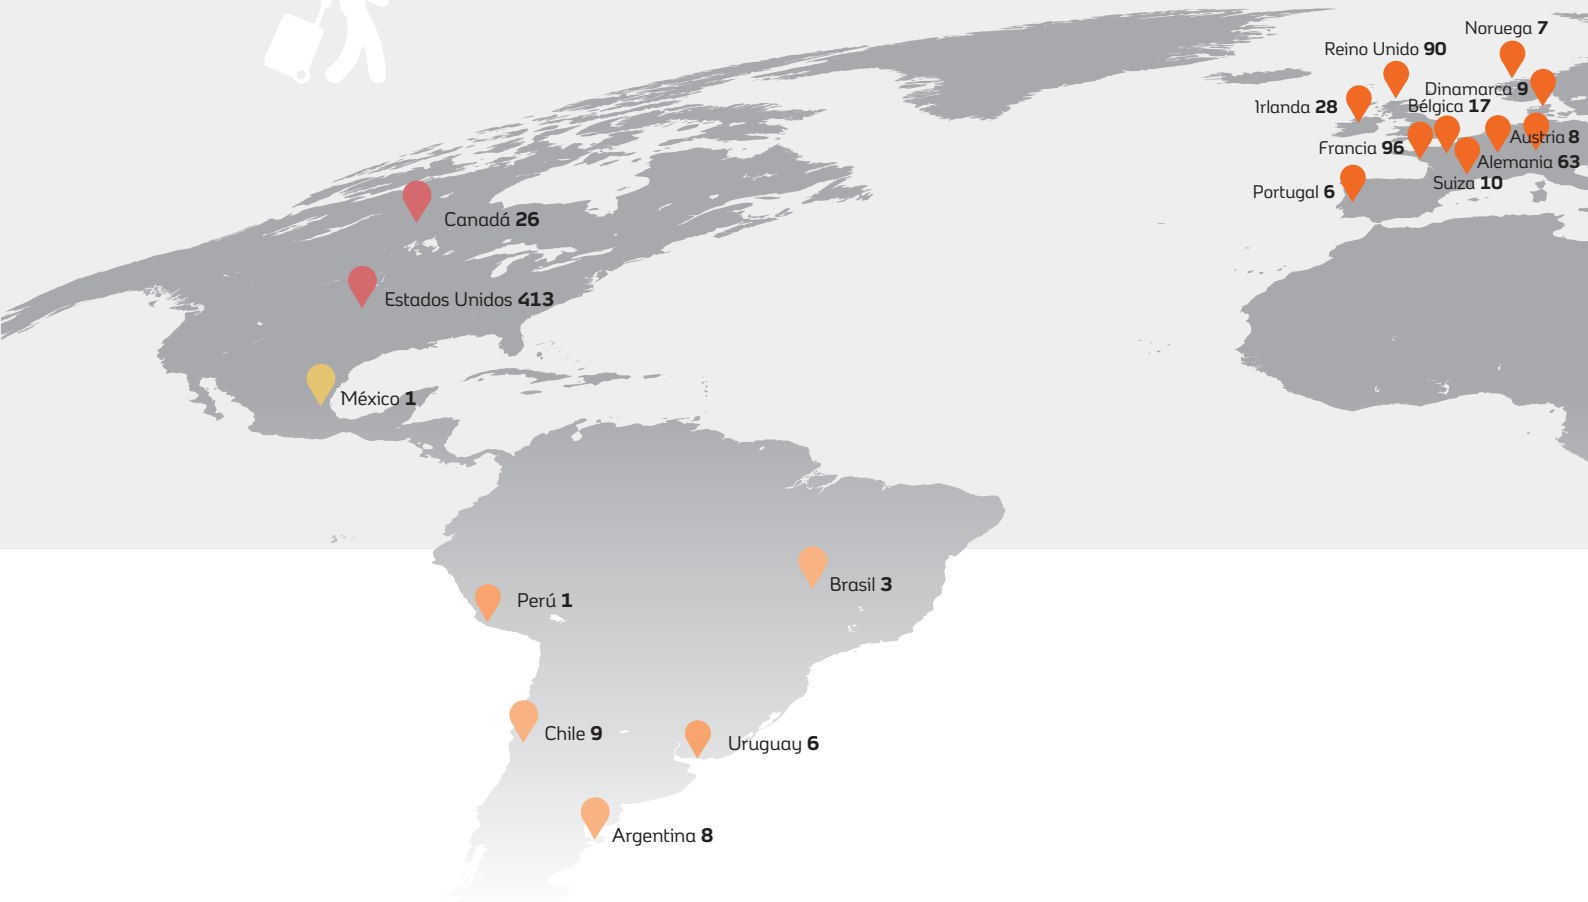 Noruega 7
Reino Unido 90
Dinamarca 9
Irlanda 28
Bélgica 17
Austria 8
Francia 96
Alemania 63
Suiza 10
Portugal 6
Canadá 26
Estados Unidos 413
México 1
Brasil 3
Perú 1
Chile 9
Uruguay 6
Argentina 8